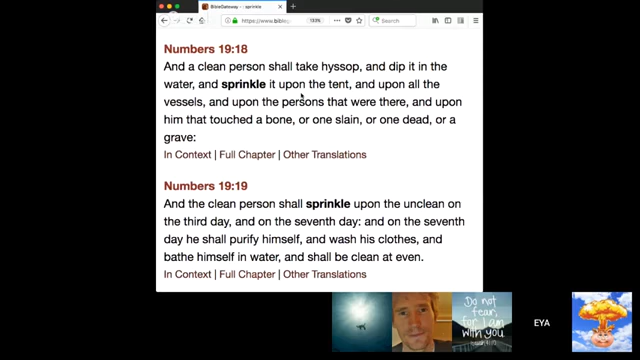 BibleGateway - : sprinkle
https://www.bibleg
133%
Search
Numbers 19:18
And a clean person shall take hyssop, and dip it in the
water, and sprinkle it upon the tent, and upon all the
vessels, and upon the persons that were there, and upon
him that touched a bone, or one slain, or one dead, or a
grave:
In Context | Full Chapter | Other Translations
Numbers 19:19
And the clean person shall sprinkle upon the unclean on
the third day, and on the seventh day: and on the seventh
day he shall purify himself, and wash his clothes, and
bathe himself in water, and shall be clean at even.
In Context | Full Chapter | Other Translations
Do not
fear,
for I am
with you
EYA